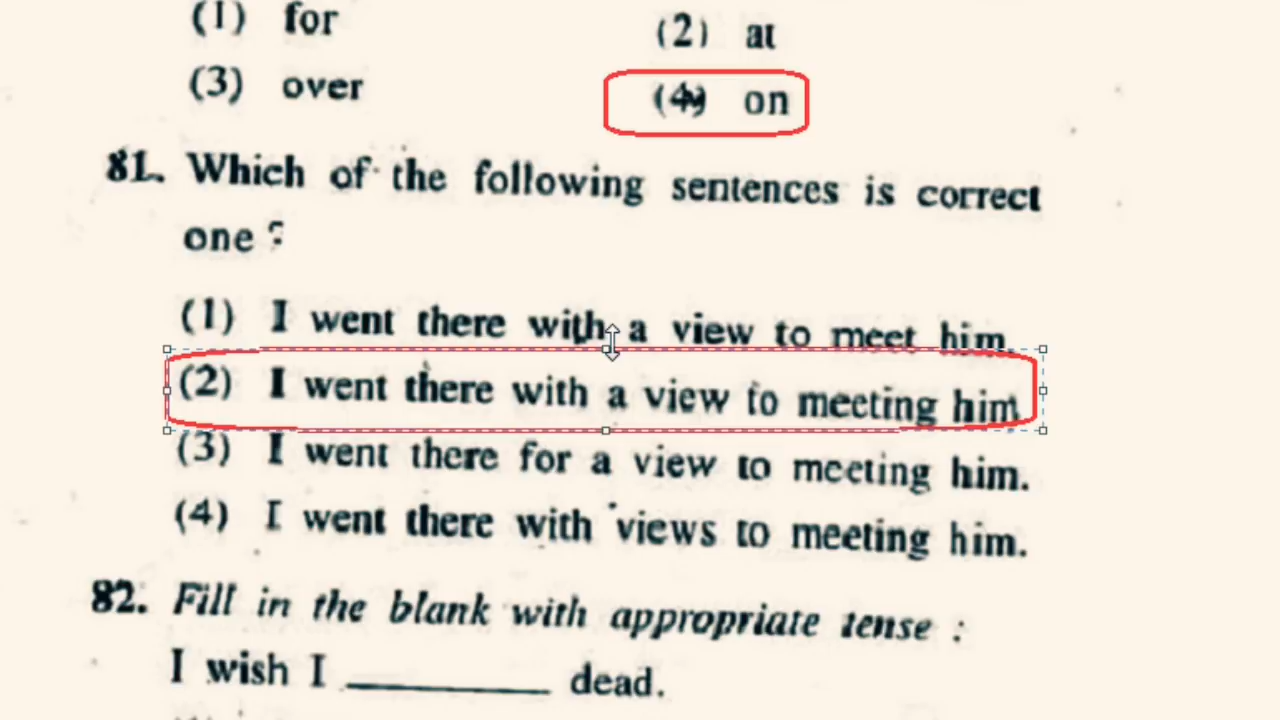 (1) for (2) at
(3) over (4) on
81. Which of the following sentences is correct
one ?
(1) I went there with a view to meet him.
(2) I went there with a view to meeting him
(3) I went there for a view to meeting him.
(4) I went there with views to meeting him.
82. Fill in the blank with appropriate tense :
I wish I ________ dead.